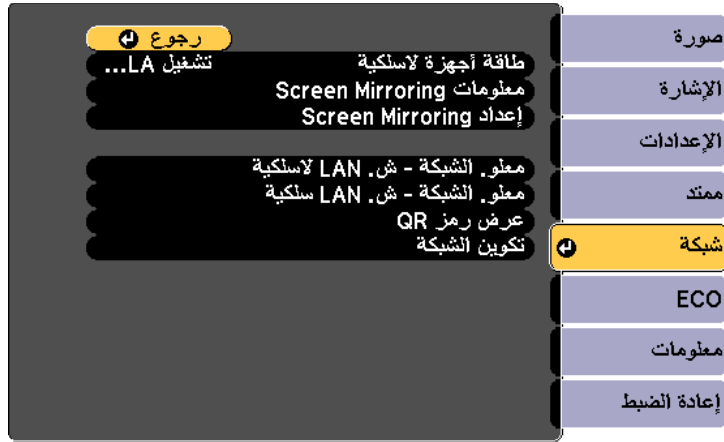 صورة
الإشارة
الإعدادات
ممتد
شبكة
ECO
معلومات
إعادة الضبط
رجوع
طاقة أجهزة لاسلكية تشغيل LA...
معلومات Screen Mirroring
إعداد Screen Mirroring
معلو. الشبكة - ش. LAN لاسلكية
معلو. الشبكة - ش. LAN سلكية
عرض رمز QR
تكوين الشبكة